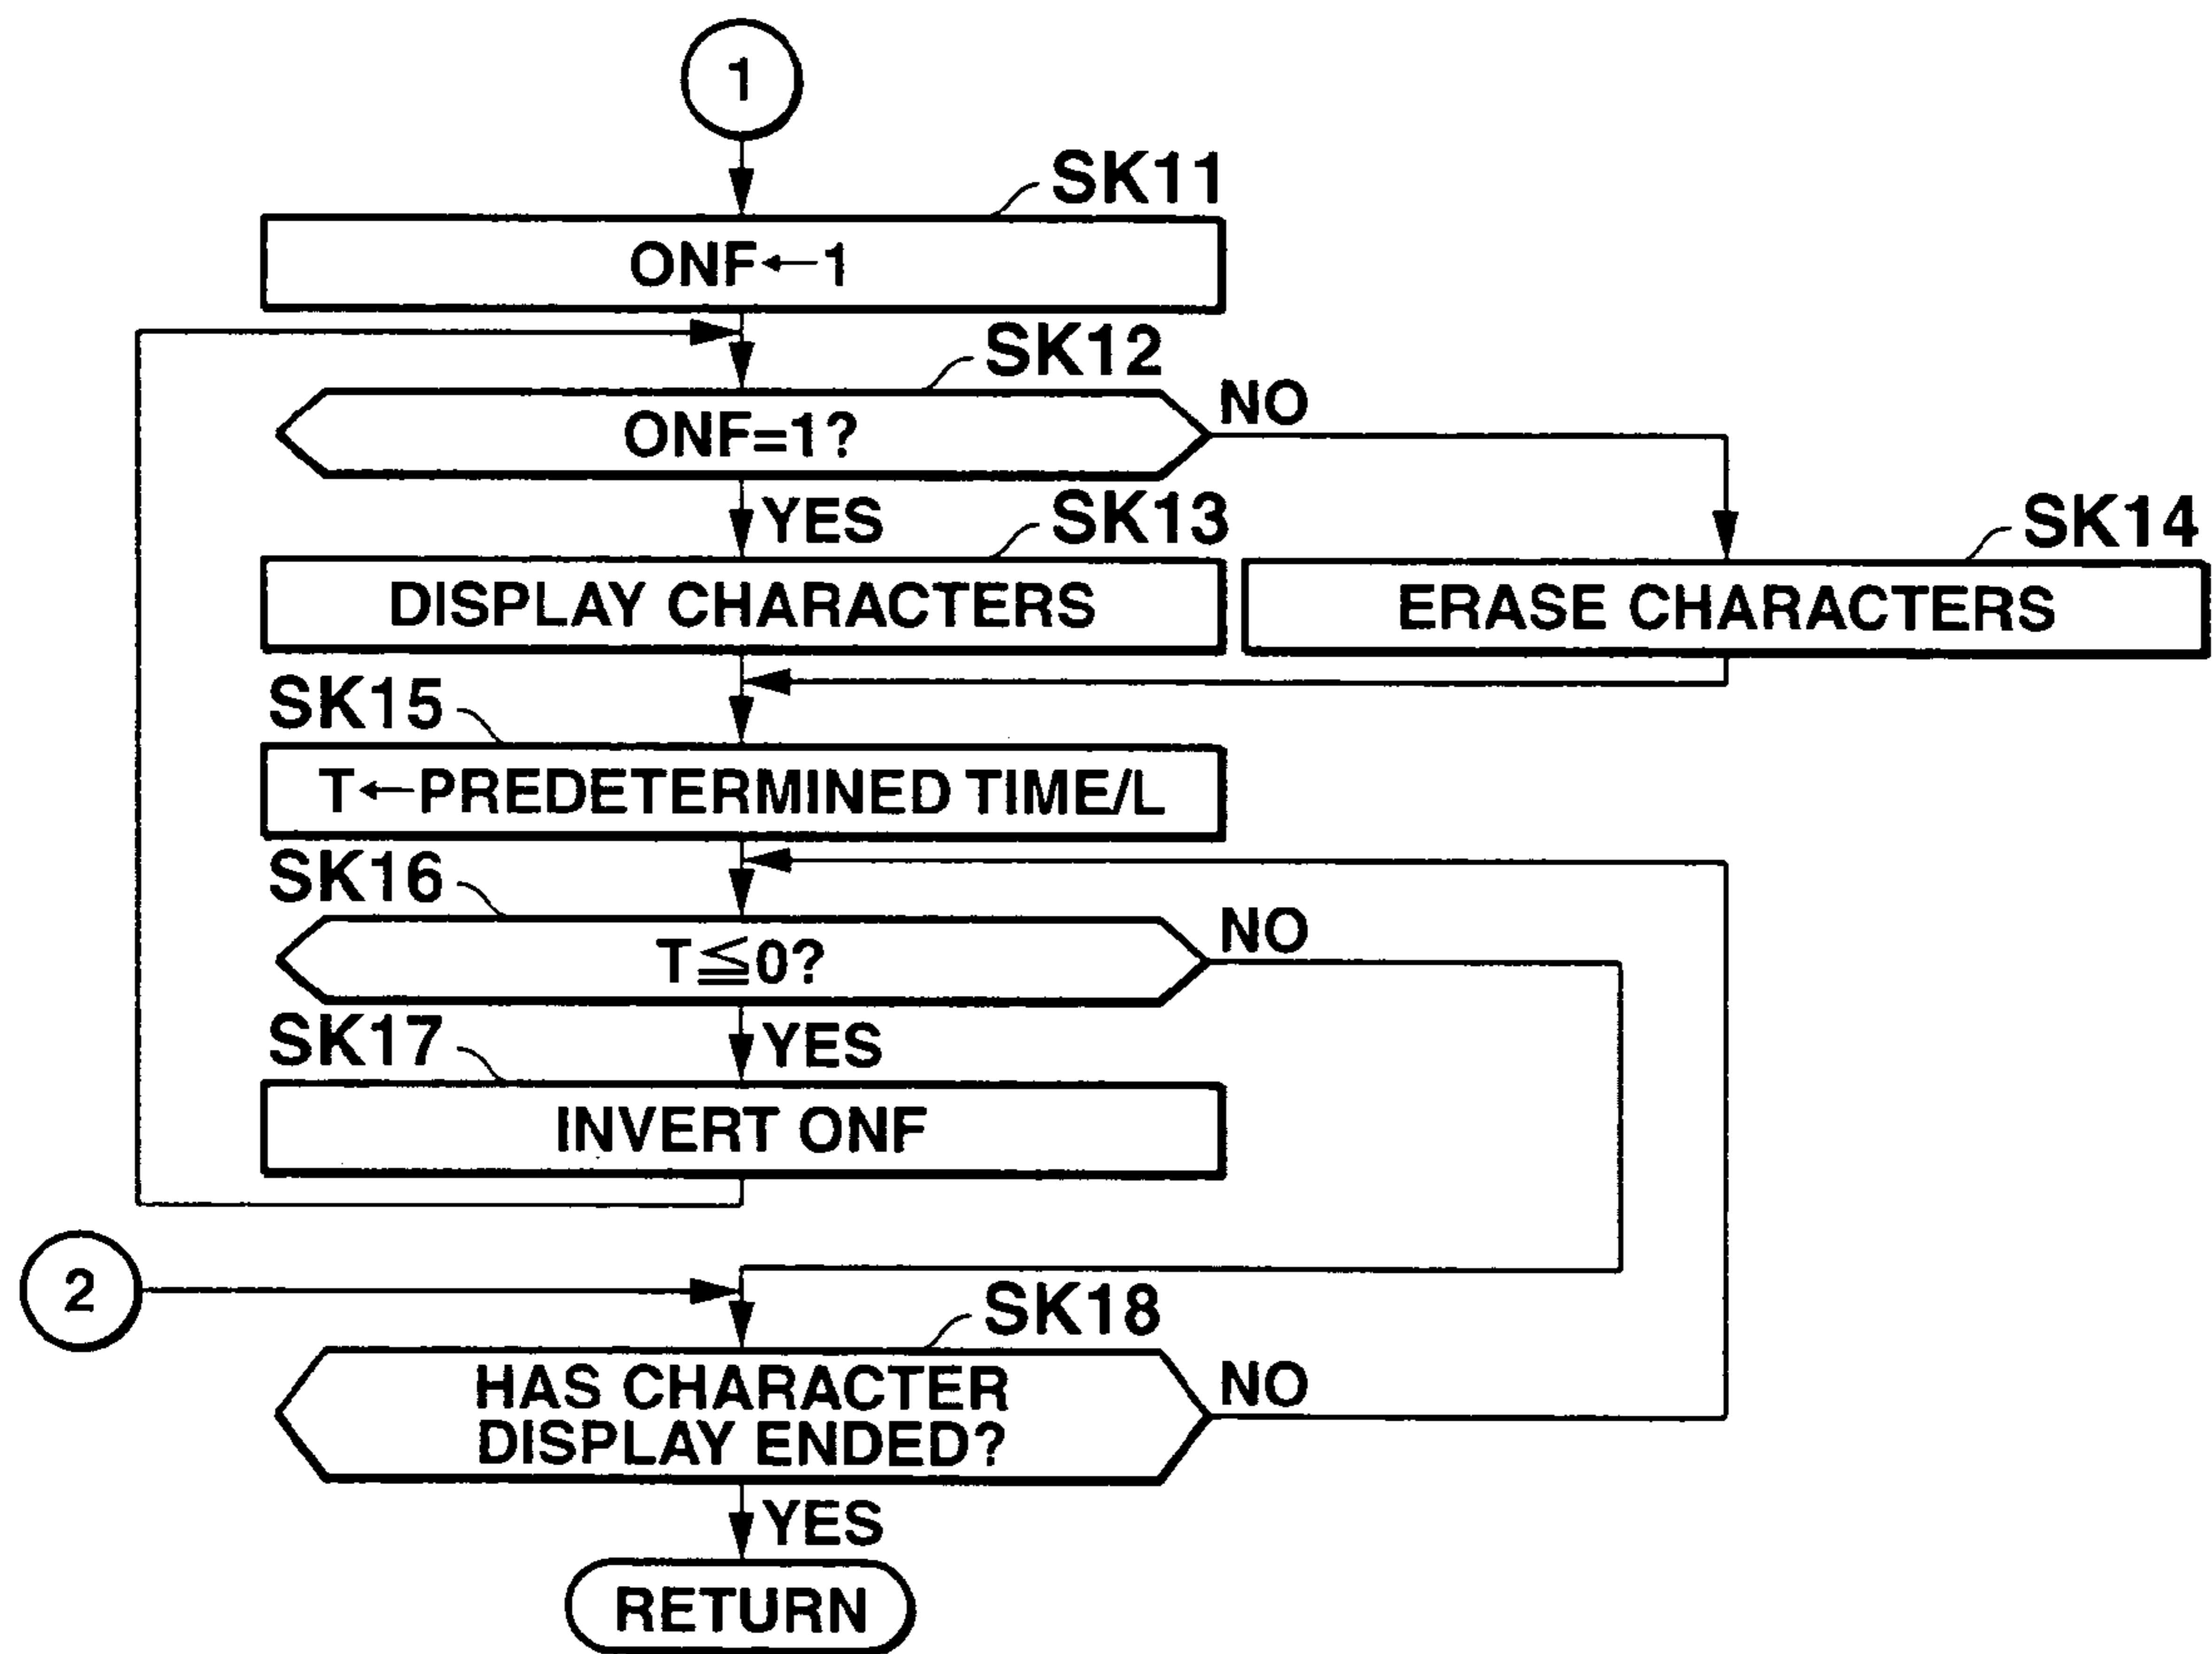 1
SK11
ONF←1
SK12
ONF=1?
NO
YES
SK13
DISPLAY CHARACTERS
SK14
ERASE CHARACTERS
SK15
T←PREDETERMINED TIME/L
SK16
T≦0?
NO
YES
SK17
INVERT ONF
2
SK18
HAS CHARACTER
DISPLAY ENDED?
NO
YES
RETURN